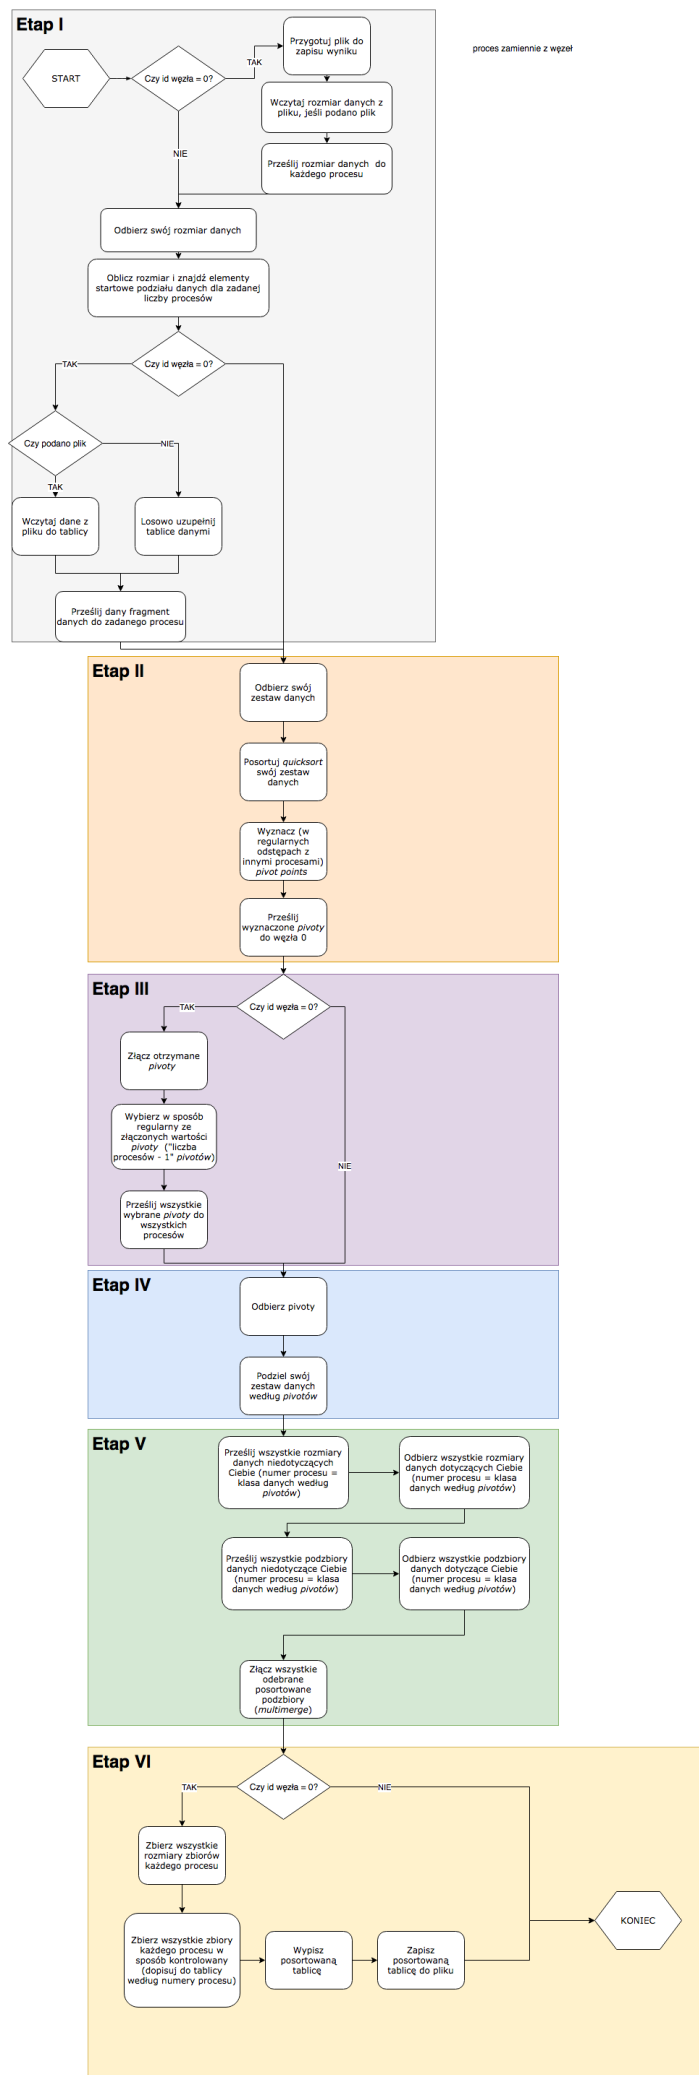 Etap I
proces zamiennie z węzeł
START
Czy id węzła = 0?
TAK
Przygotuj plik do
zapisu wyniku
Wczytaj rozmiar danych z
pliku, jeśli podano plik
NIE
Prześlij rozmiar danych do
każdego procesu
Odbierz swój rozmiar danych
Oblicz rozmiar i znajdź elementy
startowe podziału danych dla zadanej
liczby procesów
Czy id węzła = 0?
TAK
Czy podano plik
NIE
TAK
Wczytaj dane z
pliku do tablicy
Losowo uzupełnij
tablice danymi
Prześlij dany fragment
danych do zadanego procesu
Etap II
Odbierz swój
zestaw danych
Posortuj quicksort
swój zestaw
danych
Wyznacz (w
regularnych
odstępach z
innymi procesami)
pivot points
Prześlij
wyznaczone pivoty
do węzła 0
Etap III
Czy id węzła = 0?
TAK
Złącz otrzymane
pivoty
Wybierz w sposób
regularny ze
złączonych wartości
pivoty ("liczba
procesów - 1" pivotów)
NIE
Prześlij wszystkie
wybrane pivoty do
wszystkich
procesów
Etap IV
Odbierz pivoty
Podziel swój
zestaw danych
według pivotów
Etap V
Prześlij wszystkie rozmiary
danych niedotyczących
Ciebie (numer procesu =
klasa danych według
pivotów)
Odbierz wszystkie rozmiary
danych dotyczących Ciebie
(numer procesu = klasa
danych według pivotów)
Prześlij wszystkie podzbiory
danych niedotyczące Ciebie
(numer procesu = klasa
danych według pivotów)
Odbierz wszystkie podzbiory
danych dotyczące Ciebie
(numer procesu = klasa
danych według pivotów)
Złącz wszystkie
odebrane
posortowane
podzbiory
(multimerge)
Etap VI
Czy id węzła = 0?
TAK
NIE
Zbierz wszystkie
rozmiary zbiorów
każdego procesu
Zbierz wszystkie zbiory
każdego procesu w
sposób kontrolowany
(dopisuj do tablicy
według numery procesu)
Wypisz
posortowaną
tablicę
Zapisz
posortowaną
tablicę do pliku
KONIEC